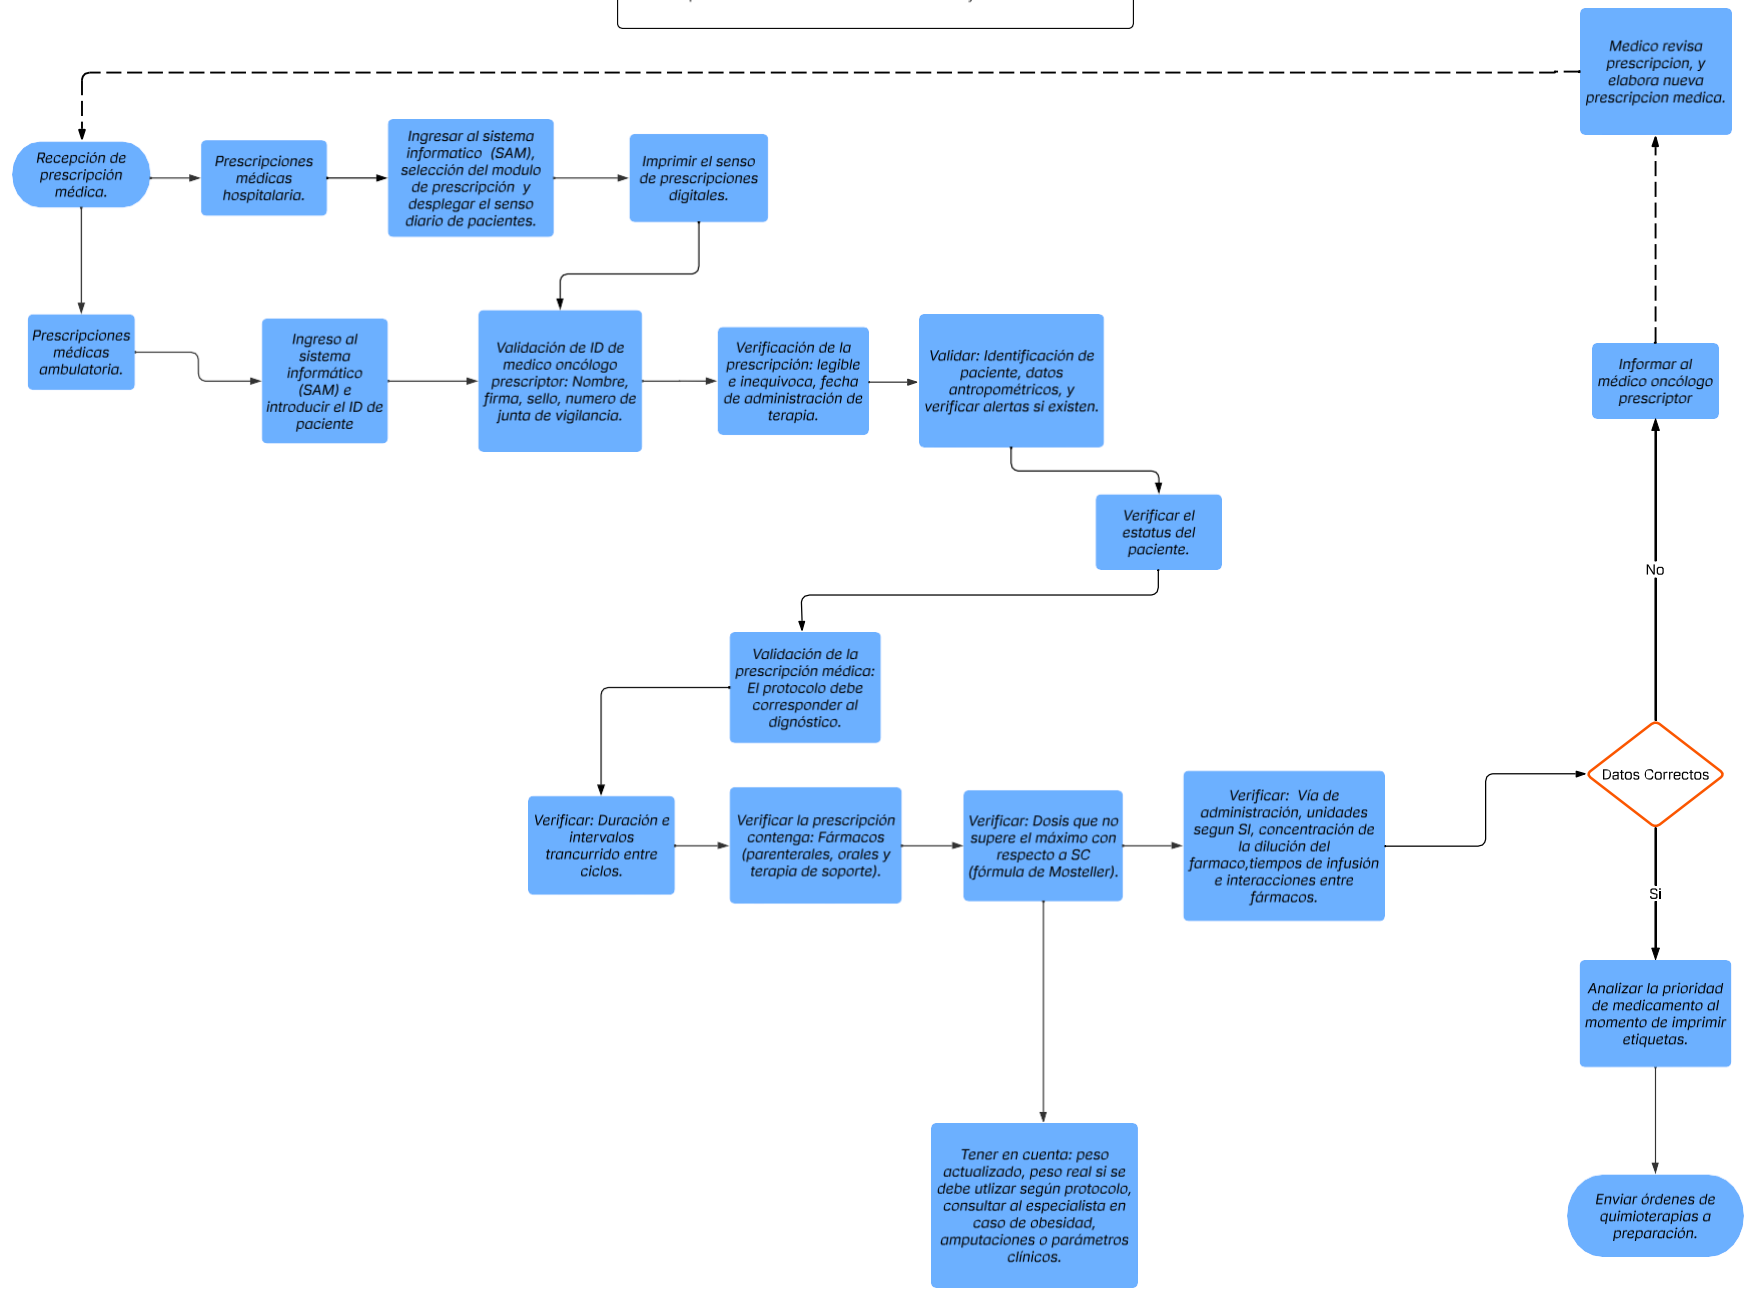 Medico revisa
prescripcion, y
elabora nueva
prescripcion medica.
Recepción de
prescripción
médica.
Prescripciones
médicas
hospitalaria.
Ingresar al sistema
informatico (SAM),
selección del modulo
de prescripción y
desplegar el senso
diario de pacientes.
Imprimir el senso
de prescripciones
digitales.
Prescripciones
médicas
ambulatoria.
Ingreso al
sistema
informático
(SAM) e
introducir el ID de
paciente
Validación de ID de
medico oncólogo
prescriptor: Nombre,
firma, sello, numero de
junta de vigilancia.
Verificación de la
prescripción: legible
e inequivoca, fecha
de administración de
terapia.
Validar: Identificación de
paciente, datos
antropométricos, y
verificar alertas si existen.
Informar al
médico oncólogo
prescriptor
Verificar el
estatus del
paciente.
No
Validación de la
prescripción médica:
El protocolo debe
corresponder al
dignóstico.
Verificar: Duración e
intervalos
trancurrido entre
ciclos.
Verificar la prescripción
contenga: Fármacos
(parenterales, orales y
terapia de soporte).
Verificar: Dosis que no
supere el máximo con
respecto a SC
(fórmula de Mosteller).
Verificar: Vía de
administración, unidades
segun SI, concentración de
la dilución del
farmaco,tiempos de infusión
e interacciones entre
fármacos.
Datos Correctos
Si
Analizar la prioridad
de medicamento al
momento de imprimir
etiquetas.
Tener en cuenta: peso
actualizado, peso real si se
debe utlizar según protocolo,
consultar al especialista en
caso de obesidad,
amputaciones o parámetros
clínicos.
Enviar órdenes de
quimioterapias a
preparación.